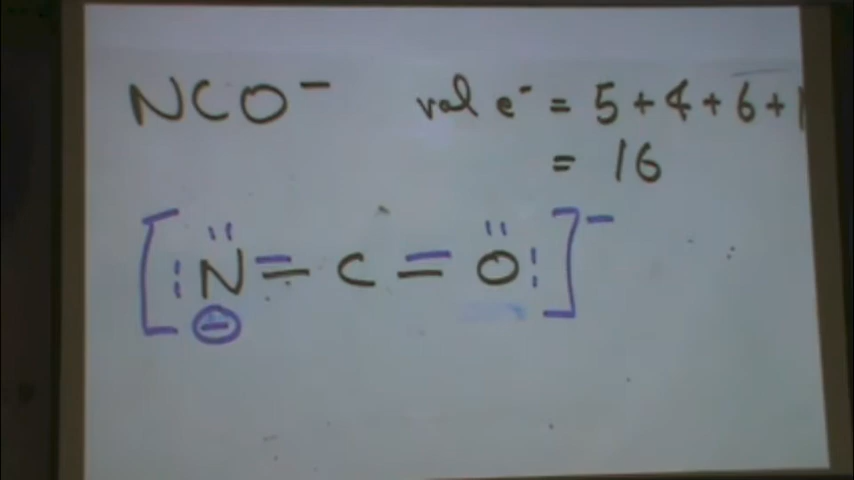 NCO⁻ val e⁻ = 5 + 4 + 6 + 1
= 16
[:N̈ = C = Ö:]⁻
⊖